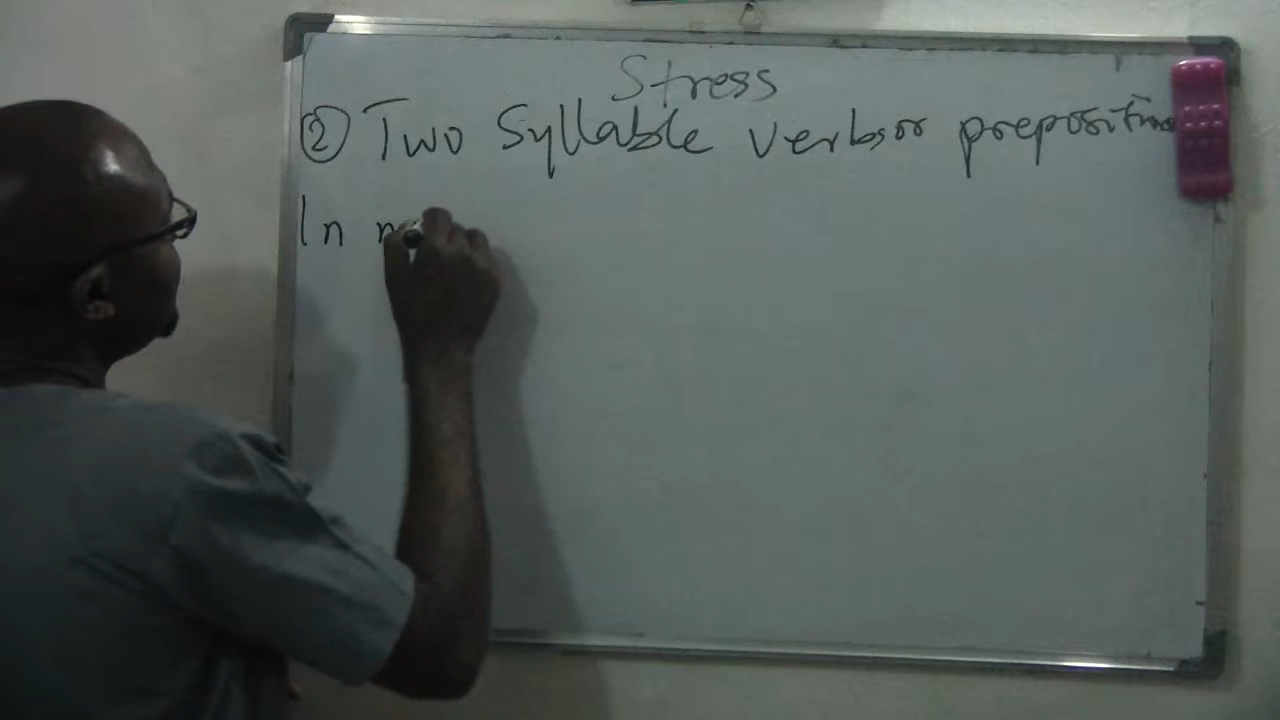 Stress
② Two Syllable verbs or prepositions
In